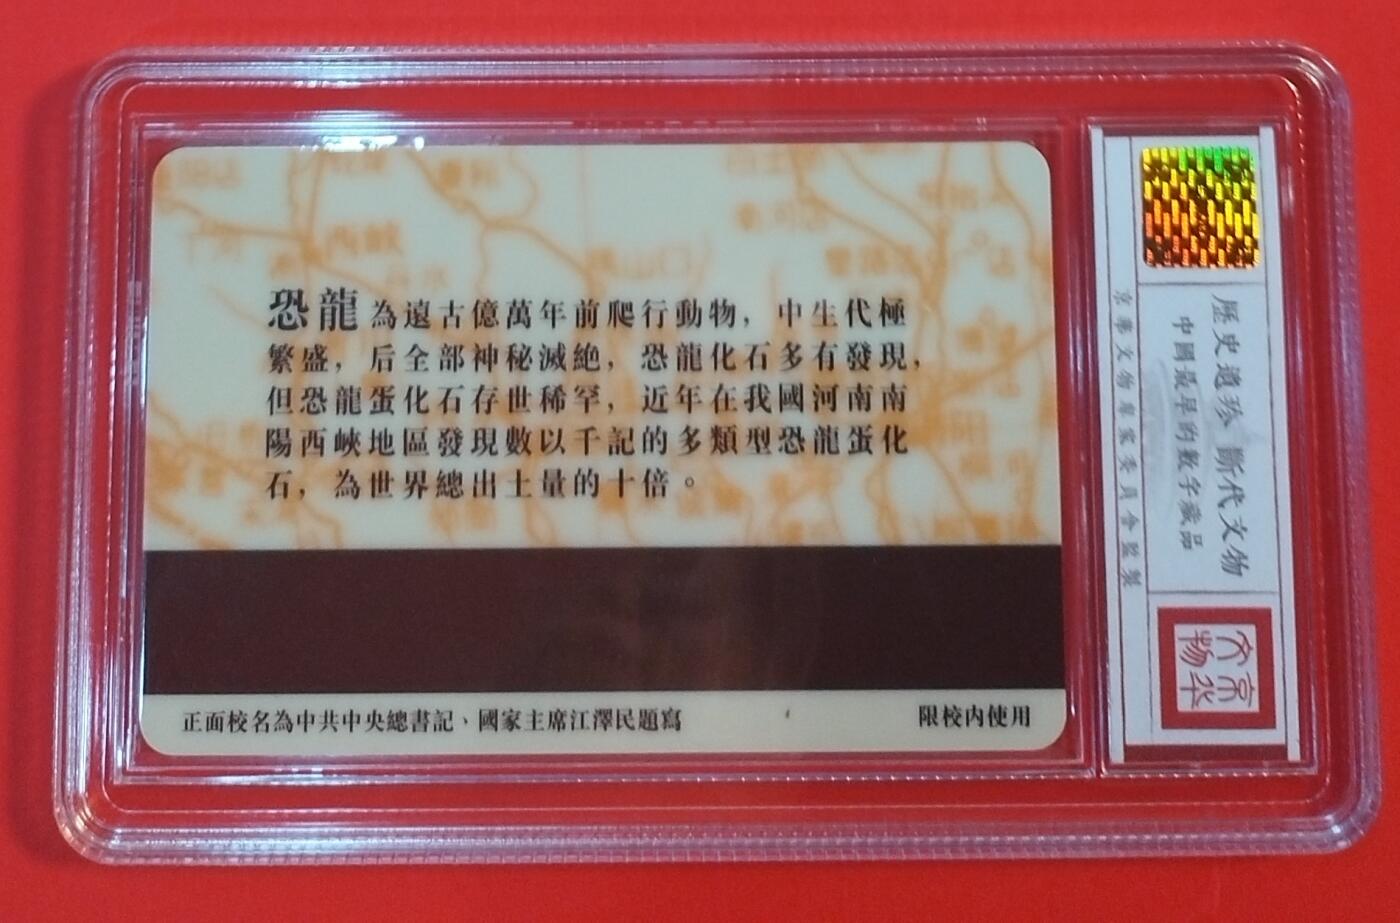 恐龍為遠古億萬年前爬行動物，中生代極
繁盛，后全部神秘滅絶，恐龍化石多有發現，
但恐龍蛋化石存世稀罕，近年在我國河南南
陽西峽地區發現數以千記的多類型恐龍蛋化
石，為世界總出土量的十倍。
正面校名為中共中央總書記、國家主席江澤民題寫
限校内使用
歷史遺珍 斷代文物
中國最早的数字藏品
京華文物專家委員會監製
京华
文物
西峽